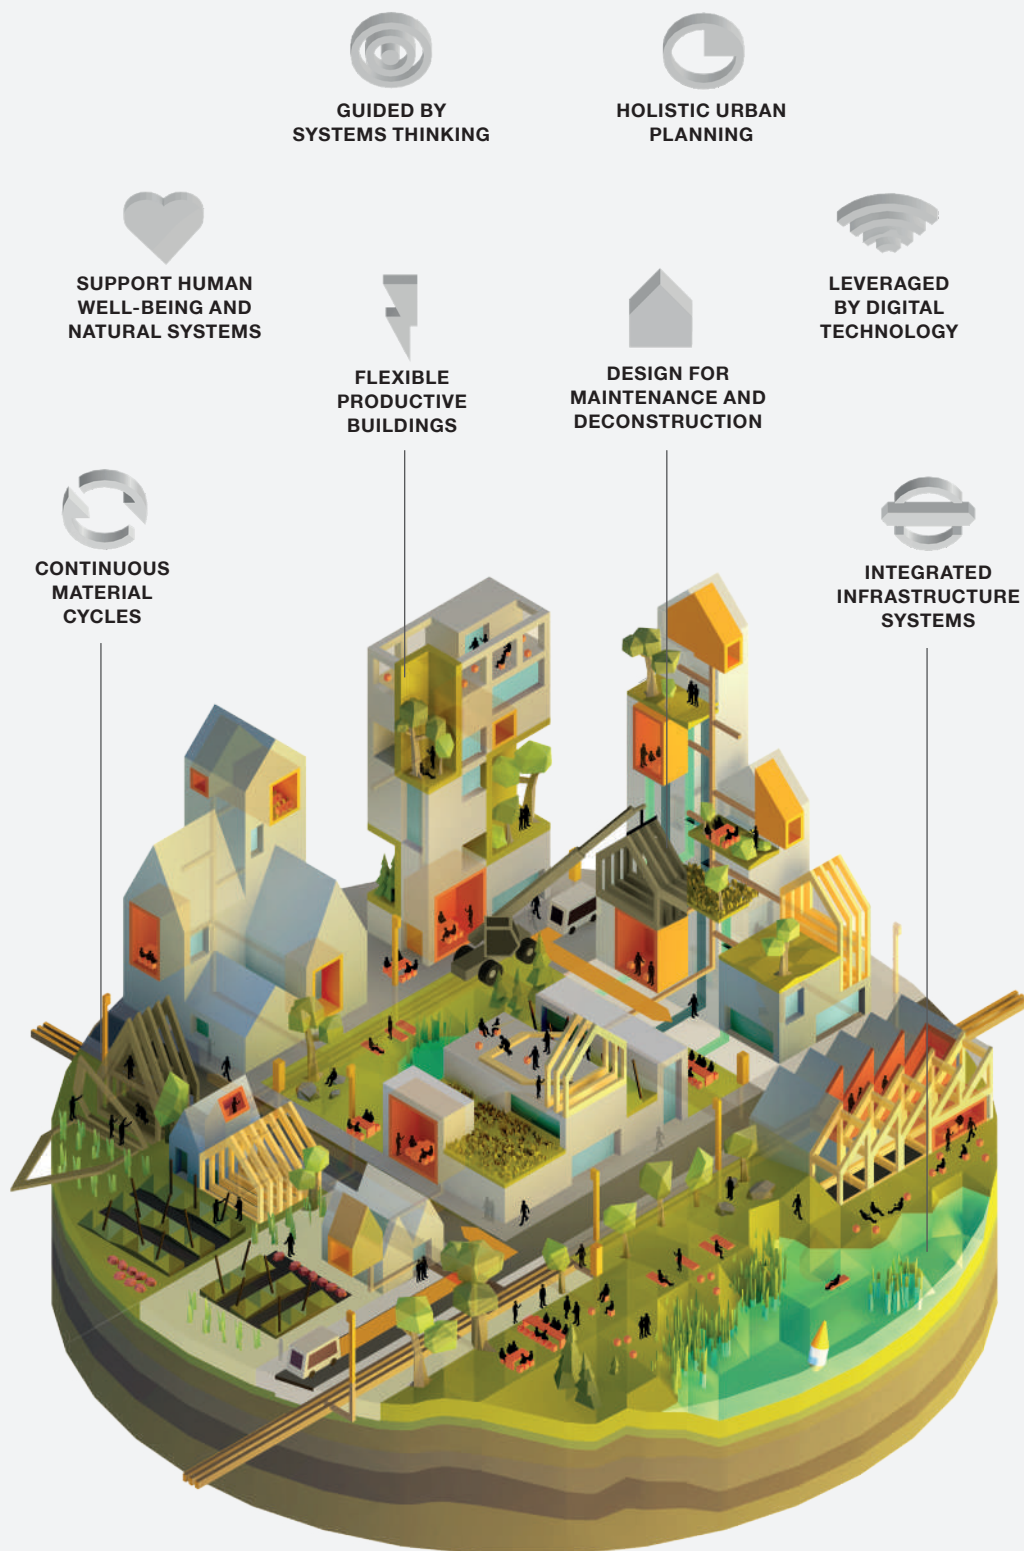 GUIDED BY
SYSTEMS THINKING
HOLISTIC URBAN
PLANNING
SUPPORT HUMAN
WELL-BEING AND
NATURAL SYSTEMS
LEVERAGED
BY DIGITAL
TECHNOLOGY
FLEXIBLE
PRODUCTIVE
BUILDINGS
DESIGN FOR
MAINTENANCE AND
DECONSTRUCTION
CONTINUOUS
MATERIAL
CYCLES
INTEGRATED
INFRASTRUCTURE
SYSTEMS